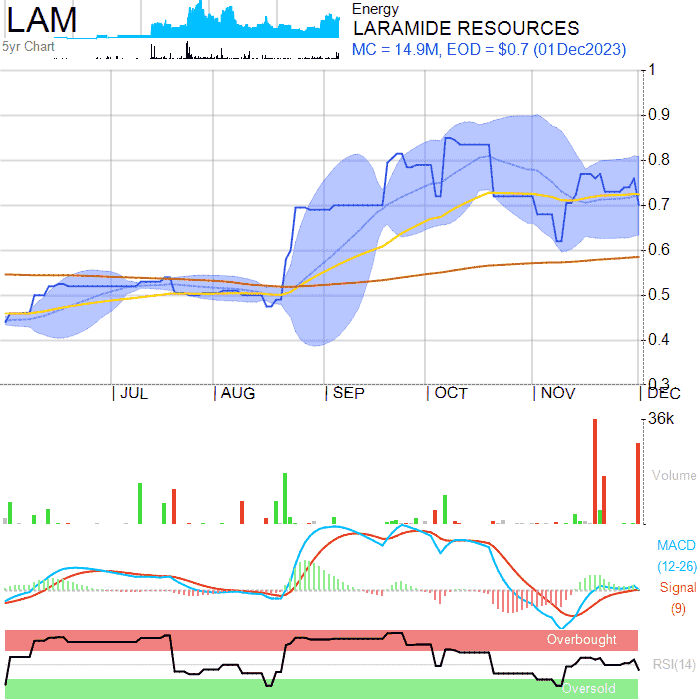 LAM
Energy
LARAMIDE RESOURCES
5yr Chart
MC = 14.9M, EOD = $0.7 (01Dec2023)
1
0.9
0.8
0.7
0.6
0.5
0.4
0.3
JUL AUG SEP OCT NOV DEC
36k
Volume
MACD
(12-26)
Signal
(9)
Overbought
RSI(14)
Oversold